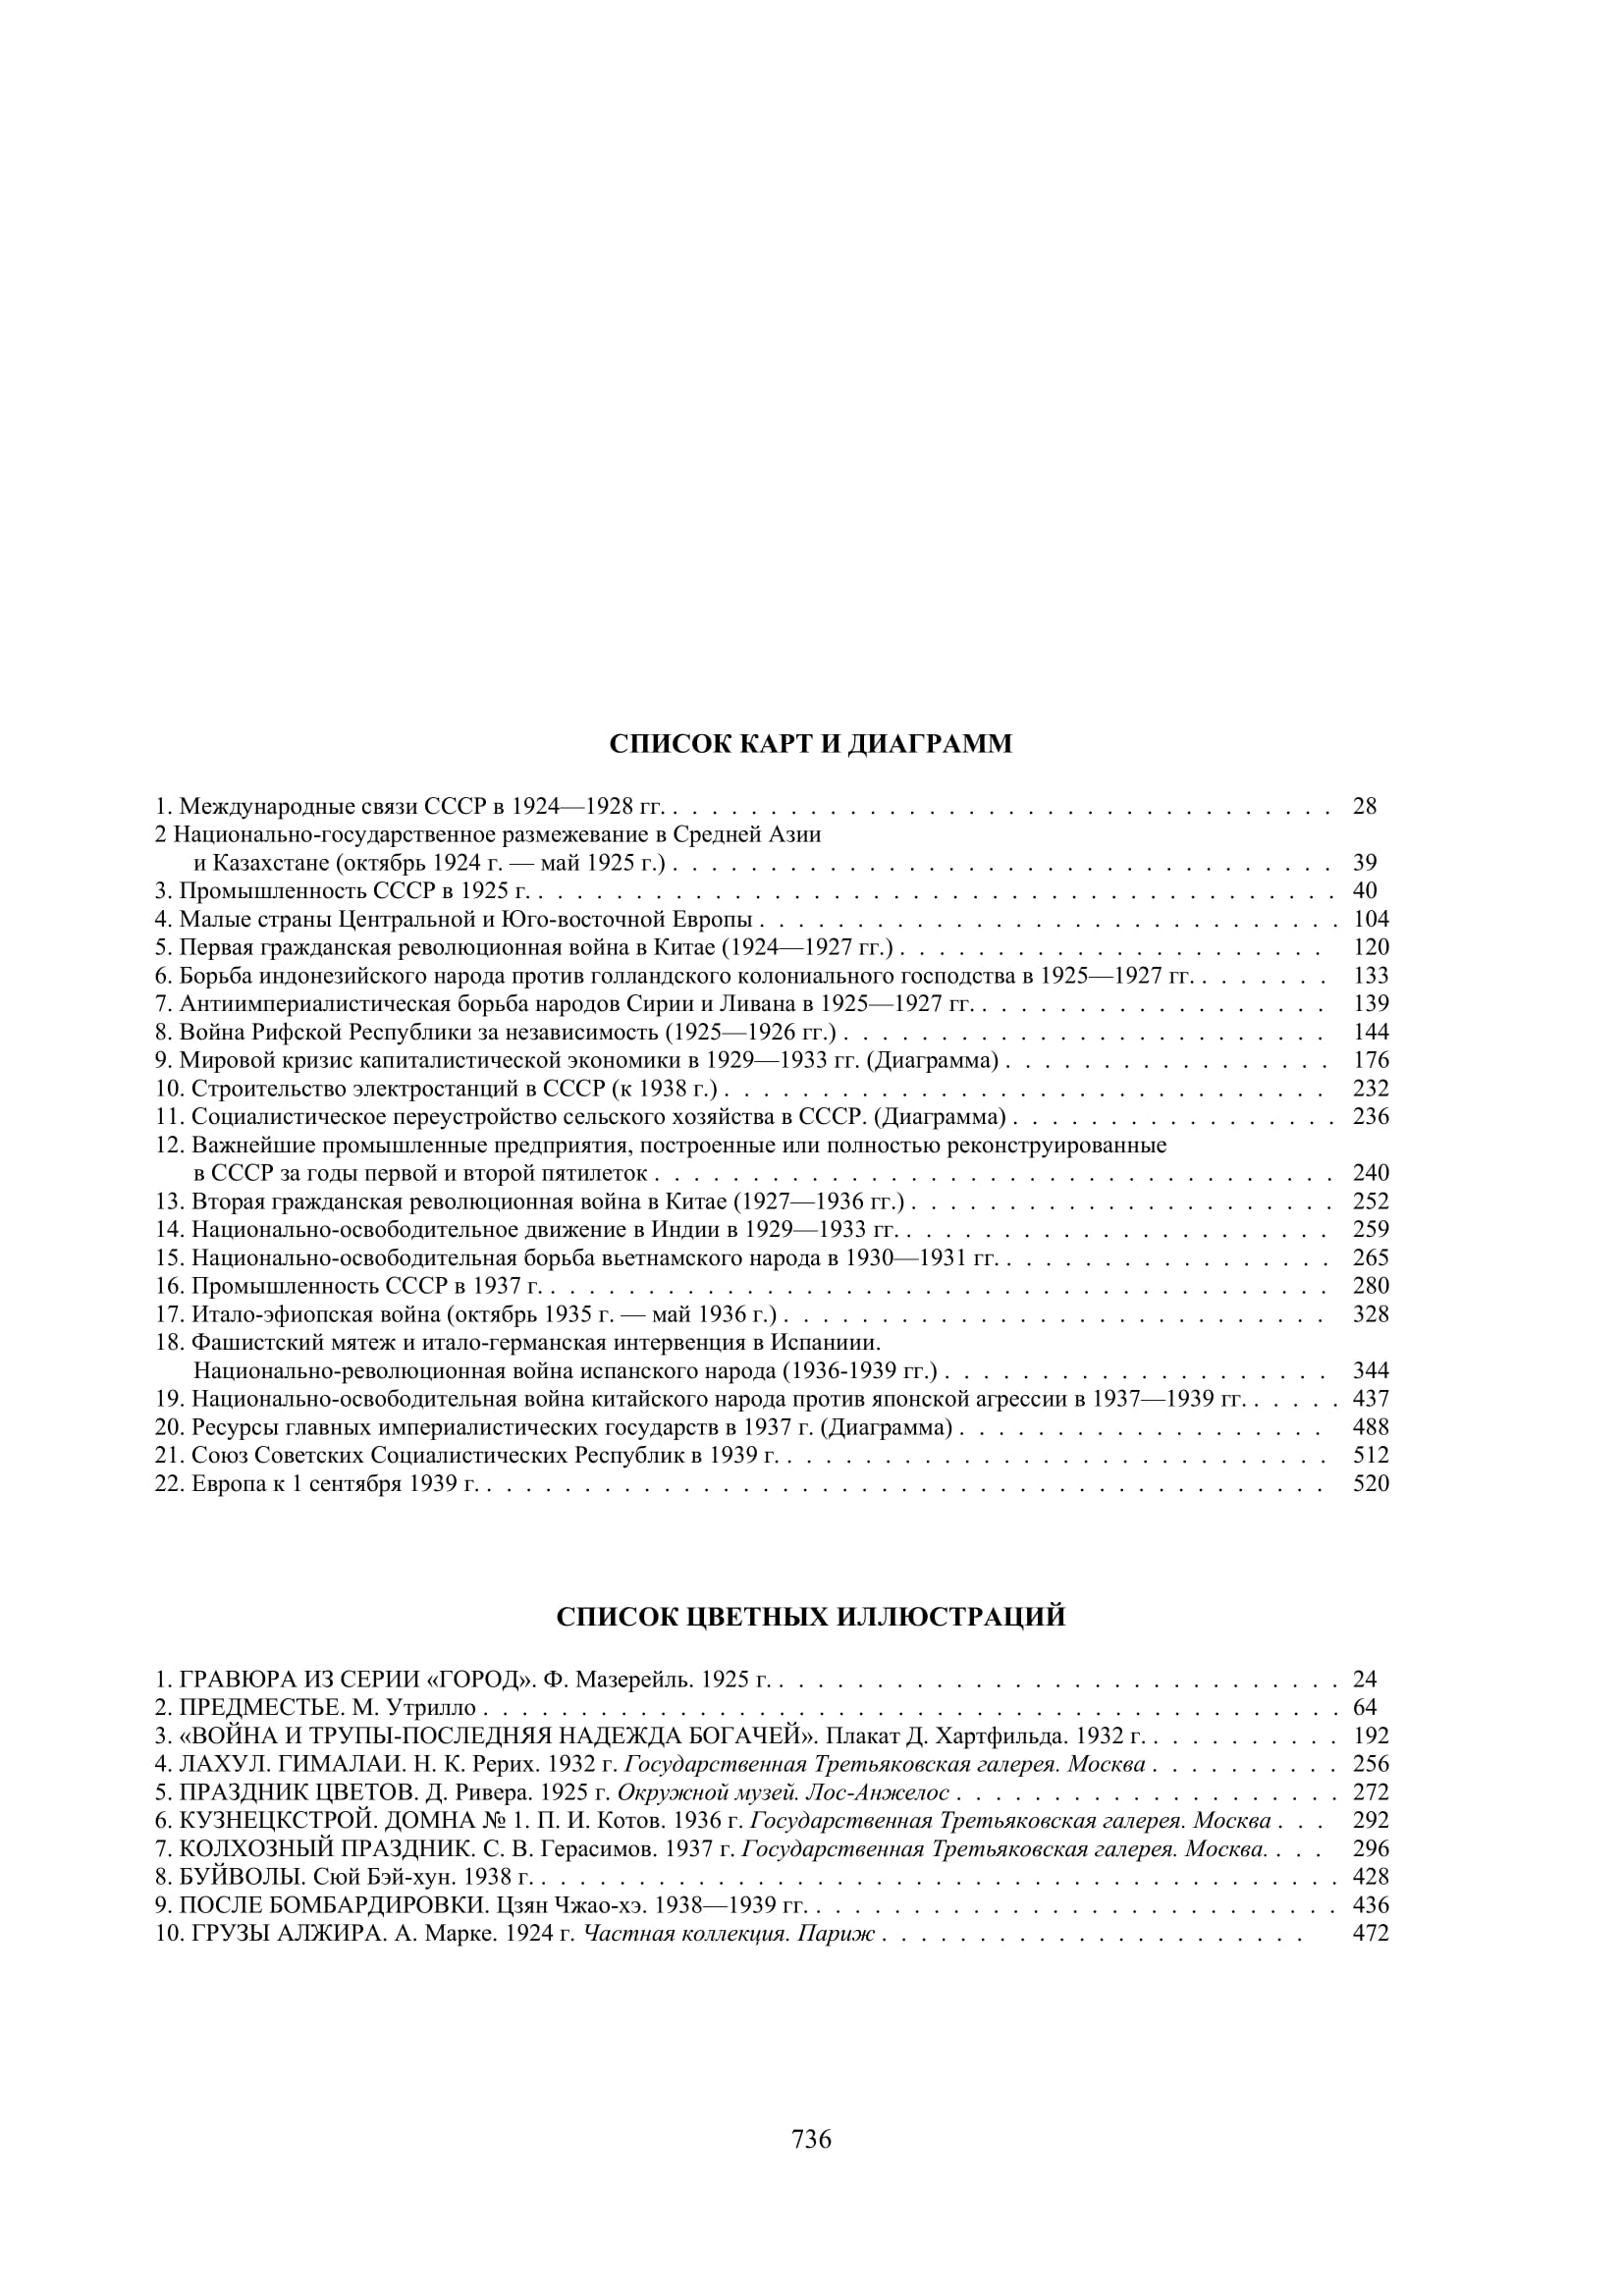 СПИСОК КАРТ И ДИАГРАММ
1. Международные связи СССР в 1924—1928 гг. . . . . . . . . . . . . . . . . . . . . . . . . . . . . . . . . . . 28
2 Национально-государственное размежевание в Средней Азии
и Казахстане (октябрь 1924 г. — май 1925 г.) . . . . . . . . . . . . . . . . . . . . . . . . . . . . . . . . . . 39
3. Промышленность СССР в 1925 г. . . . . . . . . . . . . . . . . . . . . . . . . . . . . . . . . . . . . . . . . . 40
4. Малые страны Центральной и Юго-восточной Европы . . . . . . . . . . . . . . . . . . . . . . . . . . . . . . 104
5. Первая гражданская революционная война в Китае (1924—1927 гг.) . . . . . . . . . . . . . . . . . . . . . . 120
6. Борьба индонезийского народа против голландского колониального господства в 1925—1927 гг. . . . . . . . 133
7. Антиимпериалистическая борьба народов Сирии и Ливана в 1925—1927 гг. . . . . . . . . . . . . . . . . . . 139
8. Война Рифской Республики за независимость (1925—1926 гг.) . . . . . . . . . . . . . . . . . . . . . . . . . 144
9. Мировой кризис капиталистической экономики в 1929—1933 гг. (Диаграмма) . . . . . . . . . . . . . . . . . 176
10. Строительство электростанций в СССР (к 1938 г.) . . . . . . . . . . . . . . . . . . . . . . . . . . . . . . . 232
11. Социалистическое переустройство сельского хозяйства в СССР. (Диаграмма) . . . . . . . . . . . . . . . . . 236
12. Важнейшие промышленные предприятия, построенные или полностью реконструированные
в СССР за годы первой и второй пятилеток . . . . . . . . . . . . . . . . . . . . . . . . . . . . . . . . . . . 240
13. Вторая гражданская революционная война в Китае (1927—1936 гг.) . . . . . . . . . . . . . . . . . . . . . . 252
14. Национально-освободительное движение в Индии в 1929—1933 гг. . . . . . . . . . . . . . . . . . . . . . . 259
15. Национально-освободительная борьба вьетнамского народа в 1930—1931 гг. . . . . . . . . . . . . . . . . . 265
16. Промышленность СССР в 1937 г. . . . . . . . . . . . . . . . . . . . . . . . . . . . . . . . . . . . . . . . . 280
17. Итало-эфиопская война (октябрь 1935 г. — май 1936 г.) . . . . . . . . . . . . . . . . . . . . . . . . . . . . 328
18. Фашистский мятеж и итало-германская интервенция в Испаниии.
Национально-революционная война испанского народа (1936-1939 гг.) . . . . . . . . . . . . . . . . . . . . 344
19. Национально-освободительная война китайского народа против японской агрессии в 1937—1939 гг. . . . . . 437
20. Ресурсы главных империалистических государств в 1937 г. (Диаграмма) . . . . . . . . . . . . . . . . . . . 488
21. Союз Советских Социалистических Республик в 1939 г. . . . . . . . . . . . . . . . . . . . . . . . . . . . . 512
22. Европа к 1 сентября 1939 г. . . . . . . . . . . . . . . . . . . . . . . . . . . . . . . . . . . . . . . . . . . . 520
СПИСОК ЦВЕТНЫХ ИЛЛЮСТРАЦИЙ
1. ГРАВЮРА ИЗ СЕРИИ «ГОРОД». Ф. Мазерейль. 1925 г. . . . . . . . . . . . . . . . . . . . . . . . . . . . . . 24
2. ПРЕДМЕСТЬЕ. М. Утрилло . . . . . . . . . . . . . . . . . . . . . . . . . . . . . . . . . . . . . . . . . . . . 64
3. «ВОЙНА И ТРУПЫ-ПОСЛЕДНЯЯ НАДЕЖДА БОГАЧЕЙ». Плакат Д. Хартфильда. 1932 г. . . . . . . . . . . 192
4. ЛАХУЛ. ГИМАЛАИ. Н. К. Рерих. 1932 г. Государственная Третьяковская галерея. Москва . . . . . . . . . . 256
5. ПРАЗДНИК ЦВЕТОВ. Д. Ривера. 1925 г. Окружной музей. Лос-Анжелос . . . . . . . . . . . . . . . . . . . . 272
6. КУЗНЕЦКСТРОЙ. ДОМНА № 1. П. И. Котов. 1936 г. Государственная Третьяковская галерея. Москва . . . 292
7. КОЛХОЗНЫЙ ПРАЗДНИК. С. В. Герасимов. 1937 г. Государственная Третьяковская галерея. Москва. . . . 296
8. БУЙВОЛЫ. Сюй Бэй-хун. 1938 г. . . . . . . . . . . . . . . . . . . . . . . . . . . . . . . . . . . . . . . . . . 428
9. ПОСЛЕ БОМБАРДИРОВКИ. Цзян Чжао-хэ. 1938—1939 гг. . . . . . . . . . . . . . . . . . . . . . . . . . . . 436
10. ГРУЗЫ АЛЖИРА. А. Марке. 1924 г. Частная коллекция. Париж . . . . . . . . . . . . . . . . . . . . . . 472
736